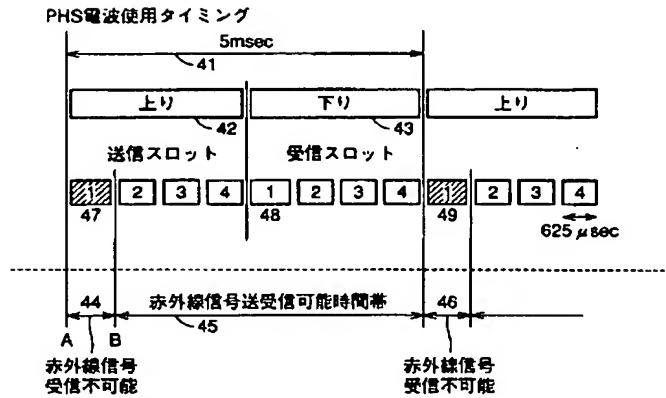 PHS電波使用タイミング
5msec
41
上り 下り 上り
42 43
送信スロット 受信スロット
1 2 3 4 1 2 3 4 1 2 3 4
47 48 49
625μsec
44 赤外線信号送受信可能時間帯 46
45
A B
赤外線信号 赤外線信号
受信不可能 受信不可能